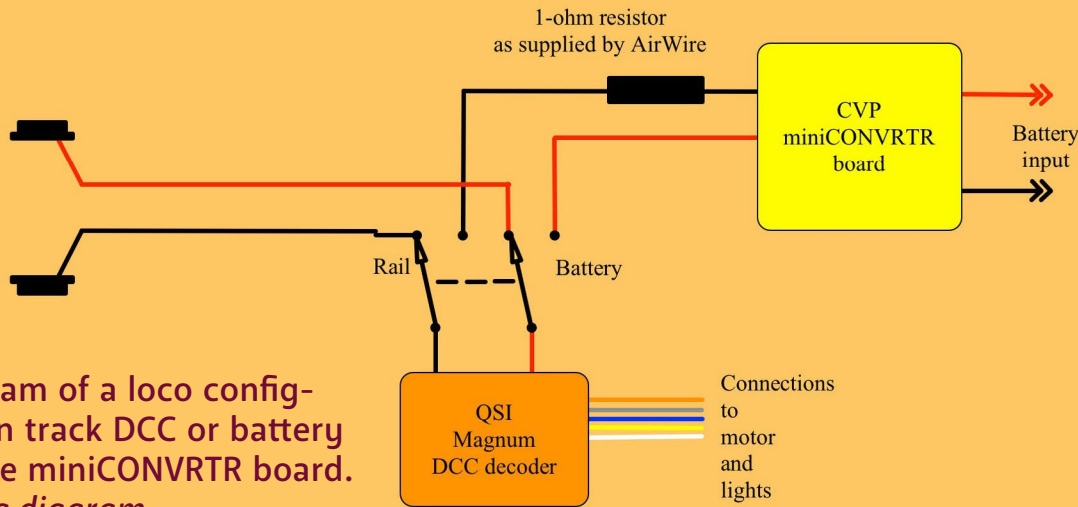 1-ohm resistor
as supplied by AirWire
CVP
miniCONVRTR
board
Battery
input
Rail
Battery
QSI
Magnum
DCC decoder
Connections
to
motor
and
lights
am of a loco config-
n track DCC or battery
e miniCONVRTR board.